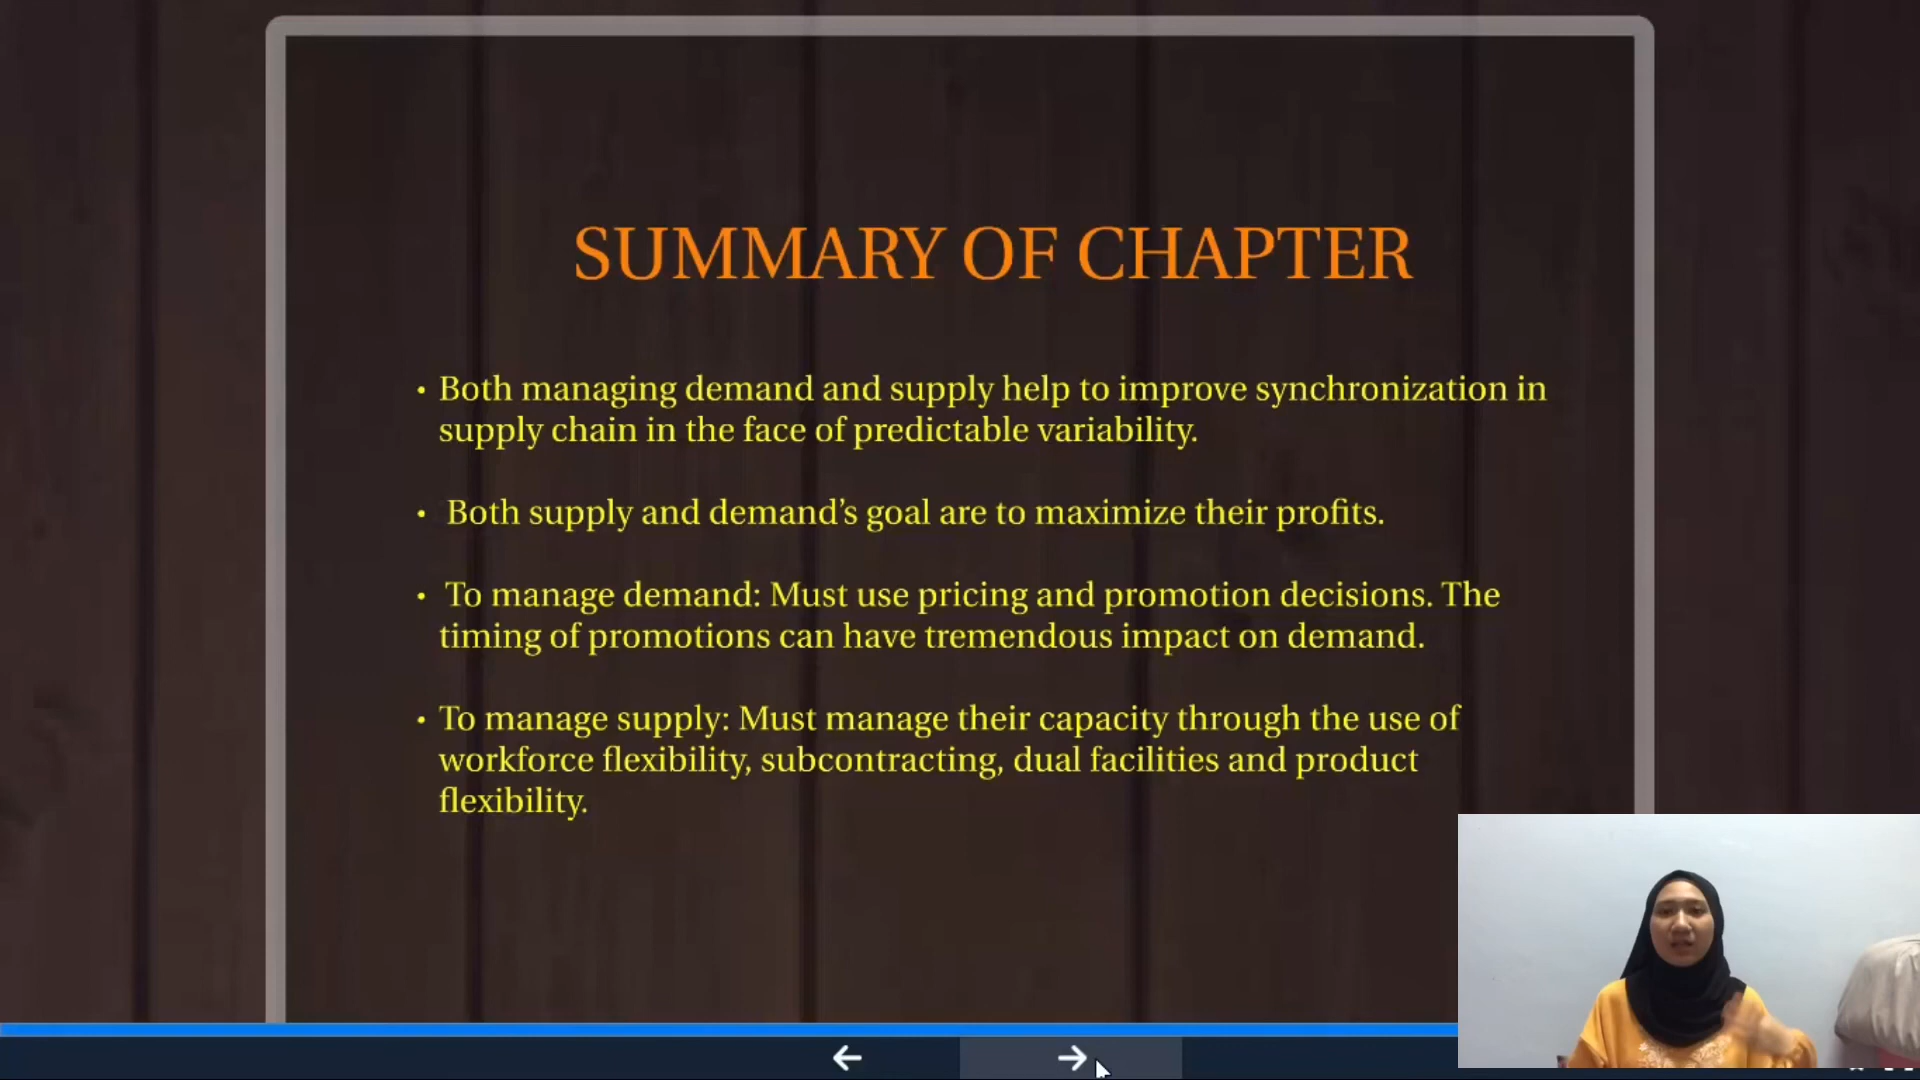 SUMMARY OF CHAPTER
• Both managing demand and supply help to improve synchronization in
supply chain in the face of predictable variability.
• Both supply and demand’s goal are to maximize their profits.
• To manage demand: Must use pricing and promotion decisions. The
timing of promotions can have tremendous impact on demand.
• To manage supply: Must manage their capacity through the use of
workforce flexibility, subcontracting, dual facilities and product
flexibility.